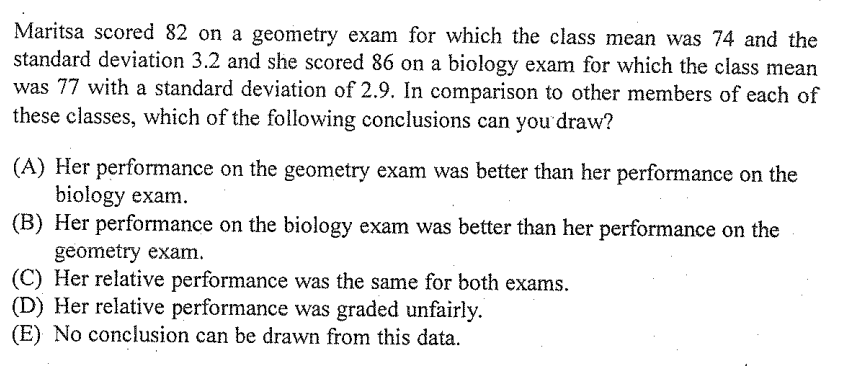 Maritsa scored 82 on a geometry exam for which the class mean was 74 and the
standard deviation 3.2 and she scored 86 on a biology exam for which the class mean
was 77 with a standard deviation of 2.9. In comparison to other members of each of
these classes, which of the following conclusions can you draw?
(A) Her performance on the geometry exam was better than her performance on the
biology exam.
(B) Her performance on the biology exam was better than her performance on the
geometry exam.
(C) Her relative performance was the same for both exams.
(D) Her relative performance was graded unfairly.
(E) No conclusion can be drawn from this data.